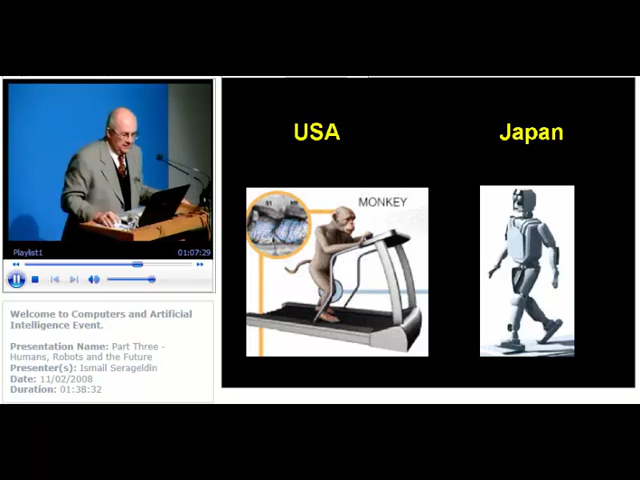 USA
Japan
MONKEY
Playlist1
01:07:29
Welcome to Computers and Artificial
Intelligence Event.
Presentation Name: Part Three -
Humans, Robots and the Future
Presenter(s): Ismail Serageldin
Date: 11/02/2008
Duration: 01:38:32